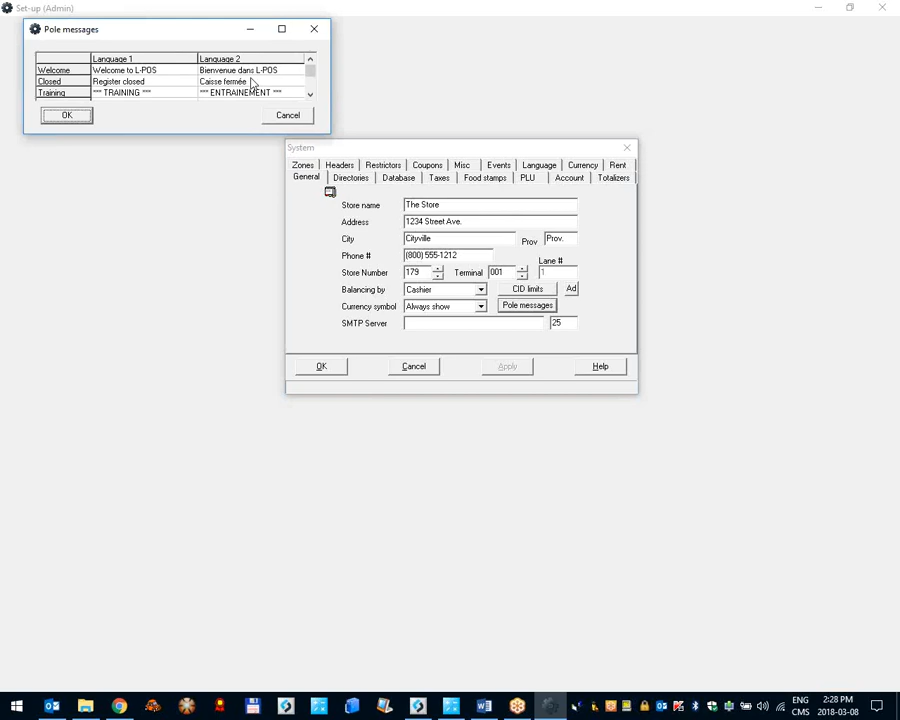 Set-up (Admin)
Pole messages
Language 1 Language 2
Welcome Welcome to L-POS Bienvenue dans L-POS
Closed Register closed Caisse fermée
Training *** TRAINING *** *** ENTRAINEMENT ***
OK Cancel
System
Zones Headers Restrictors Coupons Misc Events Language Currency Rent
General Directories Database Taxes Food stamps PLU Account Totalizers
Store name The Store
Address 1234 Street Ave.
City Cityville Prov Prov.
Phone # (800) 555-1212
Lane #
Store Number 179 Terminal 001 1
Balancing by Cashier CID limits Ad
Currency symbol Always show Pole messages
SMTP Server 25
OK Cancel Apply Help
ENG 2:28 PM
CMS 2018-03-08